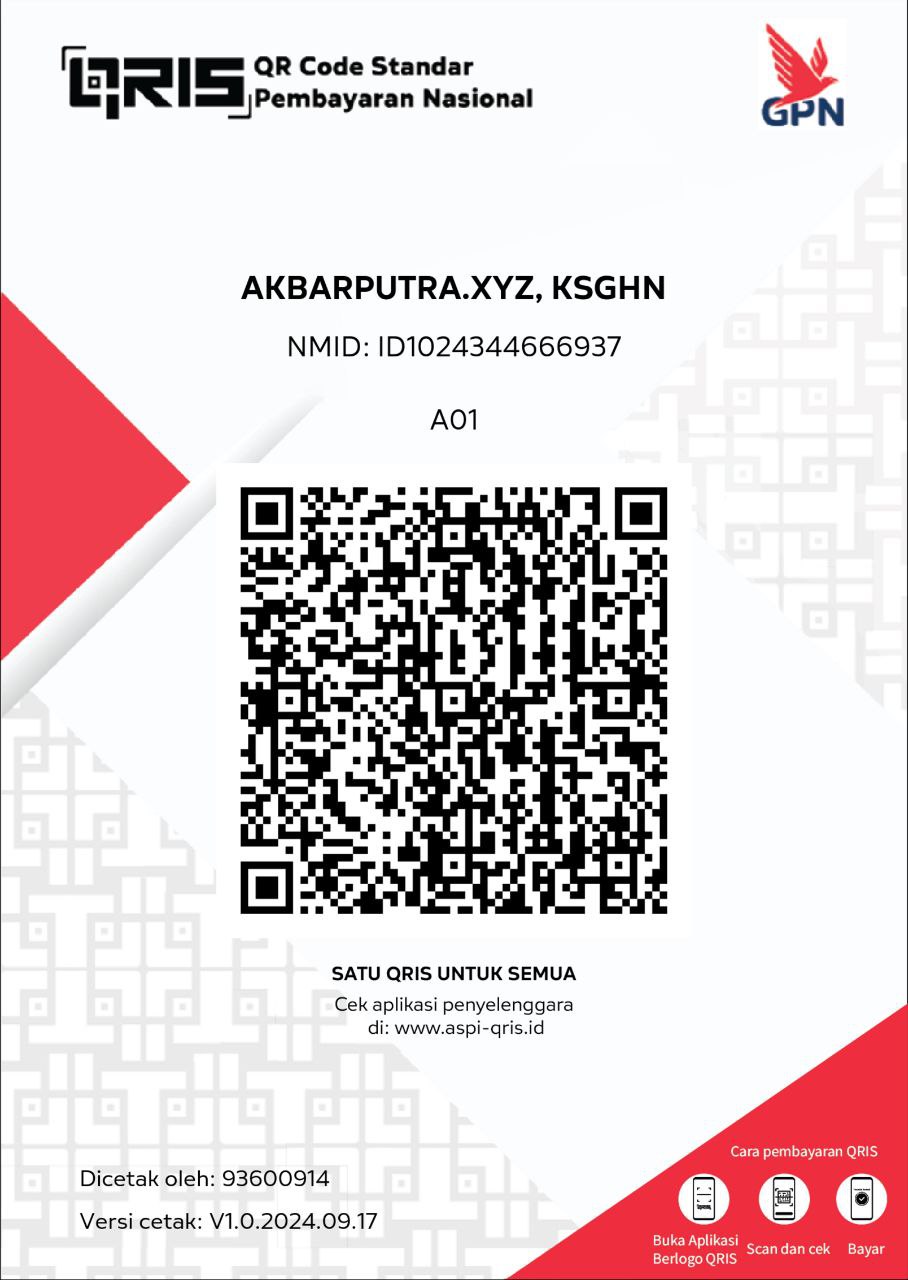 QRIS
QR Code Standar
Pembayaran Nasional
GPN
AKBARPUTRA.XYZ, KSGHN
NMID: ID1024344666937
A01
SATU QRIS UNTUK SEMUA
Cek aplikasi penyelenggara
di: www.aspi-qris.id
Dicetak oleh: 93600914
Versi cetak: V1.0.2024.09.17
Cara pembayaran QRIS
Buka Aplikasi
Berlogo QRIS
Scan dan cek
Bayar